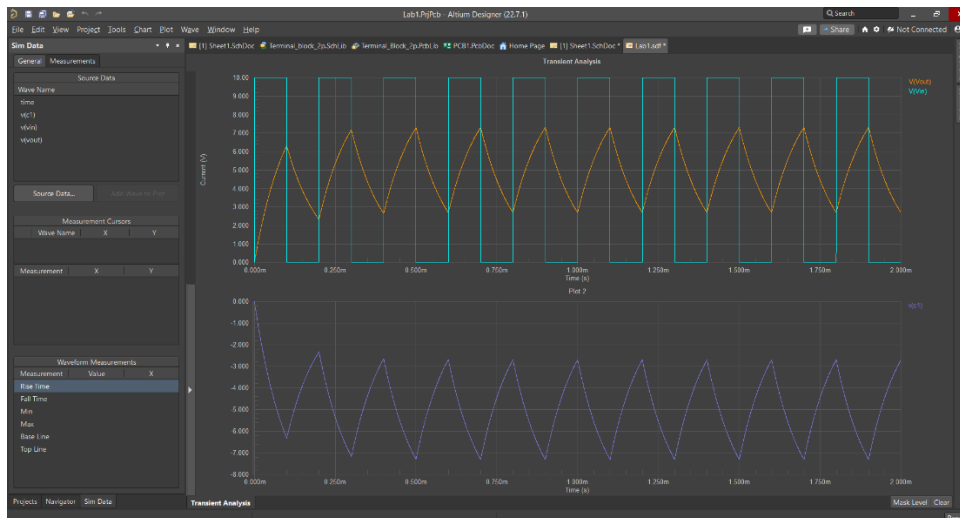 Lab1.PrjPcb - Altium Designer (22.7.1)
Search
File Edit View Project Tools Chart Plot Wave Window Help
Share
Not Connected
Sim Data
[1] Sheet1.SchDoc Terminal_block_2p.SchLib Terminal_Block_2p.PcbLib PCB1.PcbDoc Home Page [1] Sheet1.SchDoc * Lab1.sdf *
General Measurements
Source Data
Wave Name
time
v(c1)
v(vin)
v(vout)
Source Data...
Add Wave to Plot
Measurement Cursors
Wave Name X Y
Measurement X Y
Waveform Measurements
Measurement Value X
Rise Time
Fall Time
Min
Max
Base Line
Top Line
Projects Navigator Sim Data
Transient Analysis
V(Vout)
V(Vin)
10.00
9.000
8.000
7.000
6.000
5.000
4.000
3.000
2.000
1.000
0.000
Current (V)
0.000m 0.250m 0.500m 0.750m 1.000m 1.250m 1.500m 1.750m 2.000m
Time (s)
Plot 2
v(c1)
0.000
-1.000
-2.000
-3.000
-4.000
-5.000
-6.000
-7.000
-8.000
0.000m 0.250m 0.500m 0.750m 1.000m 1.250m 1.500m 1.750m 2.000m
Time (s)
Transient Analysis
Mask Level Clear